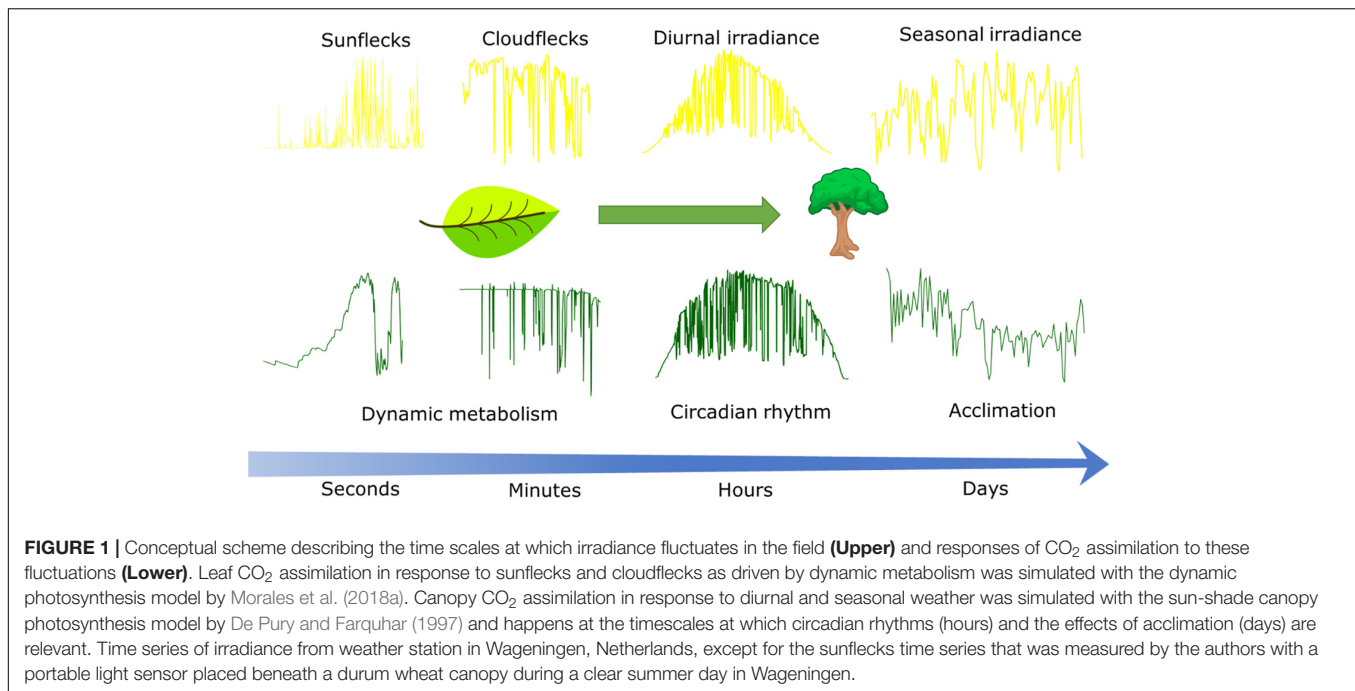 Sunflecks Cloudflecks Diurnal irradiance Seasonal irradiance
Dynamic metabolism Circadian rhythm Acclimation
Seconds Minutes Hours Days
FIGURE 1 | Conceptual scheme describing the time scales at which irradiance fluctuates in the field (Upper) and responses of CO₂ assimilation to these
fluctuations (Lower). Leaf CO₂ assimilation in response to sunflecks and cloudflecks as driven by dynamic metabolism was simulated with the dynamic
photosynthesis model by Morales et al. (2018a). Canopy CO₂ assimilation in response to diurnal and seasonal weather was simulated with the sun-shade canopy
photosynthesis model by De Pury and Farquhar (1997) and happens at the timescales at which circadian rhythms (hours) and the effects of acclimation (days) are
relevant. Time series of irradiance from weather station in Wageningen, Netherlands, except for the sunflecks time series that was measured by the authors with a
portable light sensor placed beneath a durum wheat canopy during a clear summer day in Wageningen.